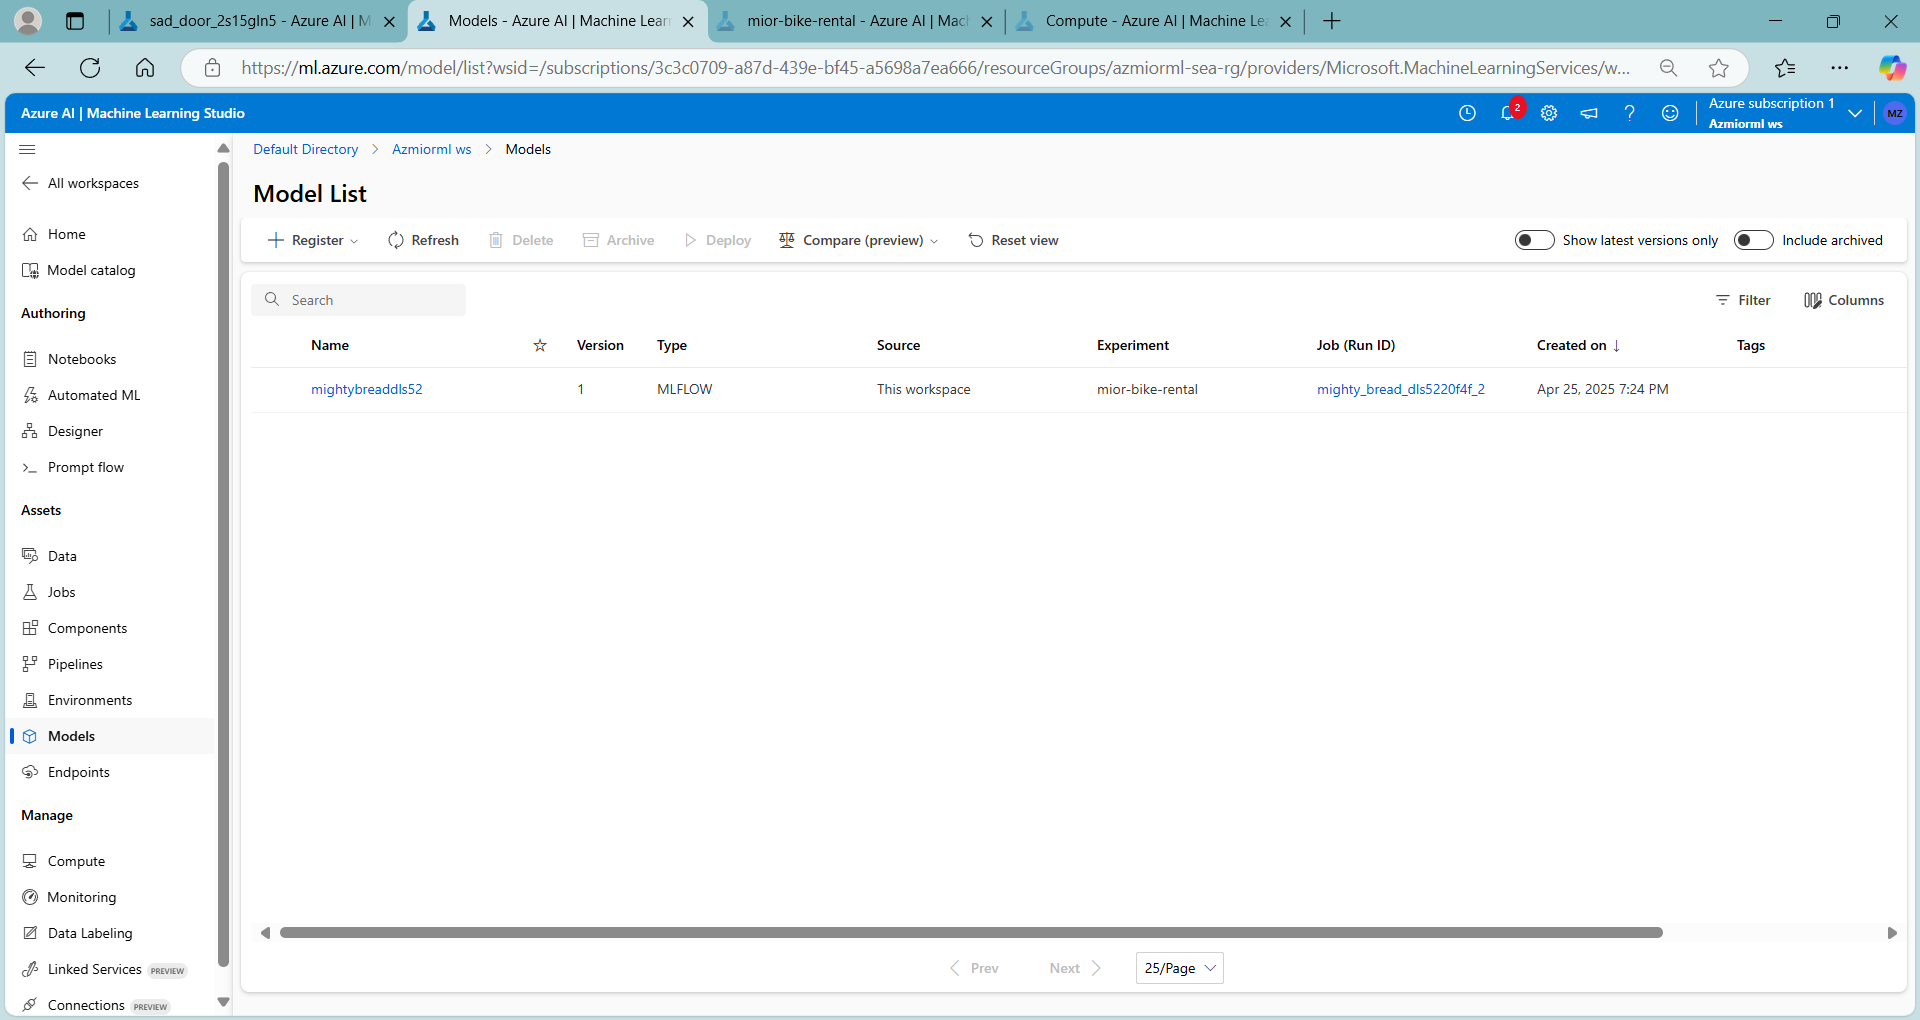 sad_door_2s15gln5 - Azure AI | M
Models - Azure AI | Machine Lear
mior-bike-rental - Azure AI | Mach
Compute - Azure AI | Machine Le
https://ml.azure.com/model/list?wsid=/subscriptions/3c3c0709-a87d-439e-bf45-a5698a7ea666/resourceGroups/azmiorml-sea-rg/providers/Microsoft.MachineLearningServices/w...
Azure AI | Machine Learning Studio
2
Azure subscription 1
Azmiorml ws
MZ
All workspaces
Home
Model catalog
Authoring
Notebooks
Automated ML
Designer
Prompt flow
Assets
Data
Jobs
Components
Pipelines
Environments
Models
Endpoints
Manage
Compute
Monitoring
Data Labeling
Linked Services PREVIEW
Connections PREVIEW
Default Directory > Azmiorml ws > Models
Model List
Register Refresh Delete Archive Deploy Compare (preview) Reset view Show latest versions only Include archived
Search Filter Columns
Name Version Type Source Experiment Job (Run ID) Created on ↓ Tags
mightybreaddls52 1 MLFLOW This workspace mior-bike-rental mighty_bread_dls5220f4f_2 Apr 25, 2025 7:24 PM
Prev Next 25/Page